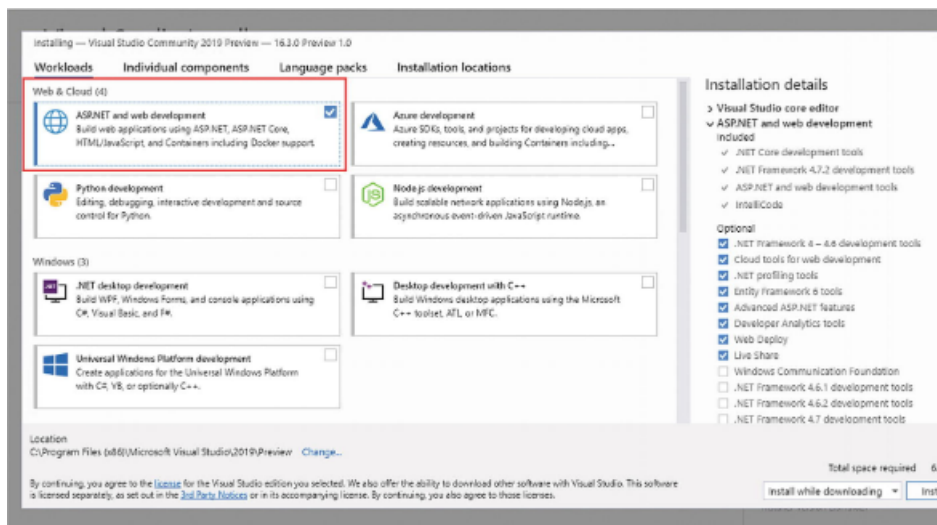 Installing — Visual Studio Community 2019 Preview — 16.3.0 Preview 1.0
Workloads Individual components Language packs Installation locations
Web & Cloud (4)
ASP.NET and web development
Build web applications using ASP.NET, ASP.NET Core,
HTML/JavaScript, and Containers including Docker support.
Azure development
Azure SDKs, tools, and projects for developing cloud apps,
creating resources, and building Containers including...
Python development
Editing, debugging, interactive development and source
control for Python.
Node.js development
Build scalable network applications using Node.js, an
asynchronous event-driven JavaScript runtime.
Windows (3)
.NET desktop development
Build WPF, Windows Forms, and console applications using
C#, Visual Basic, and F#.
Desktop development with C++
Build Windows desktop applications using the Microsoft
C++ toolset, ATL, or MFC.
Universal Windows Platform development
Create applications for the Universal Windows Platform
with C#, VB, or optionally C++.
Location
C:\Program Files (x86)\Microsoft Visual Studio\2019\Preview Change...
By continuing, you agree to the license for the Visual Studio edition you selected. We also offer the ability to download other software with Visual Studio. This software
is licensed separately, as set out in the 3rd Party Notices or in its accompanying license. By continuing, you also agree to those licenses.
Installation details
Visual Studio core editor
ASP.NET and web development
Included
.NET Core development tools
.NET Framework 4.7.2 development tools
ASP.NET and web development tools
IntelliCode
Optional
.NET Framework 4 – 4.6 development tools
Cloud tools for web development
.NET profiling tools
Entity Framework 6 tools
Advanced ASP.NET features
Developer Analytics tools
Web Deploy
Live Share
Windows Communication Foundation
.NET Framework 4.6.1 development tools
.NET Framework 4.6.2 development tools
.NET Framework 4.7 development tools
Total space required 6
Install while downloading Inst